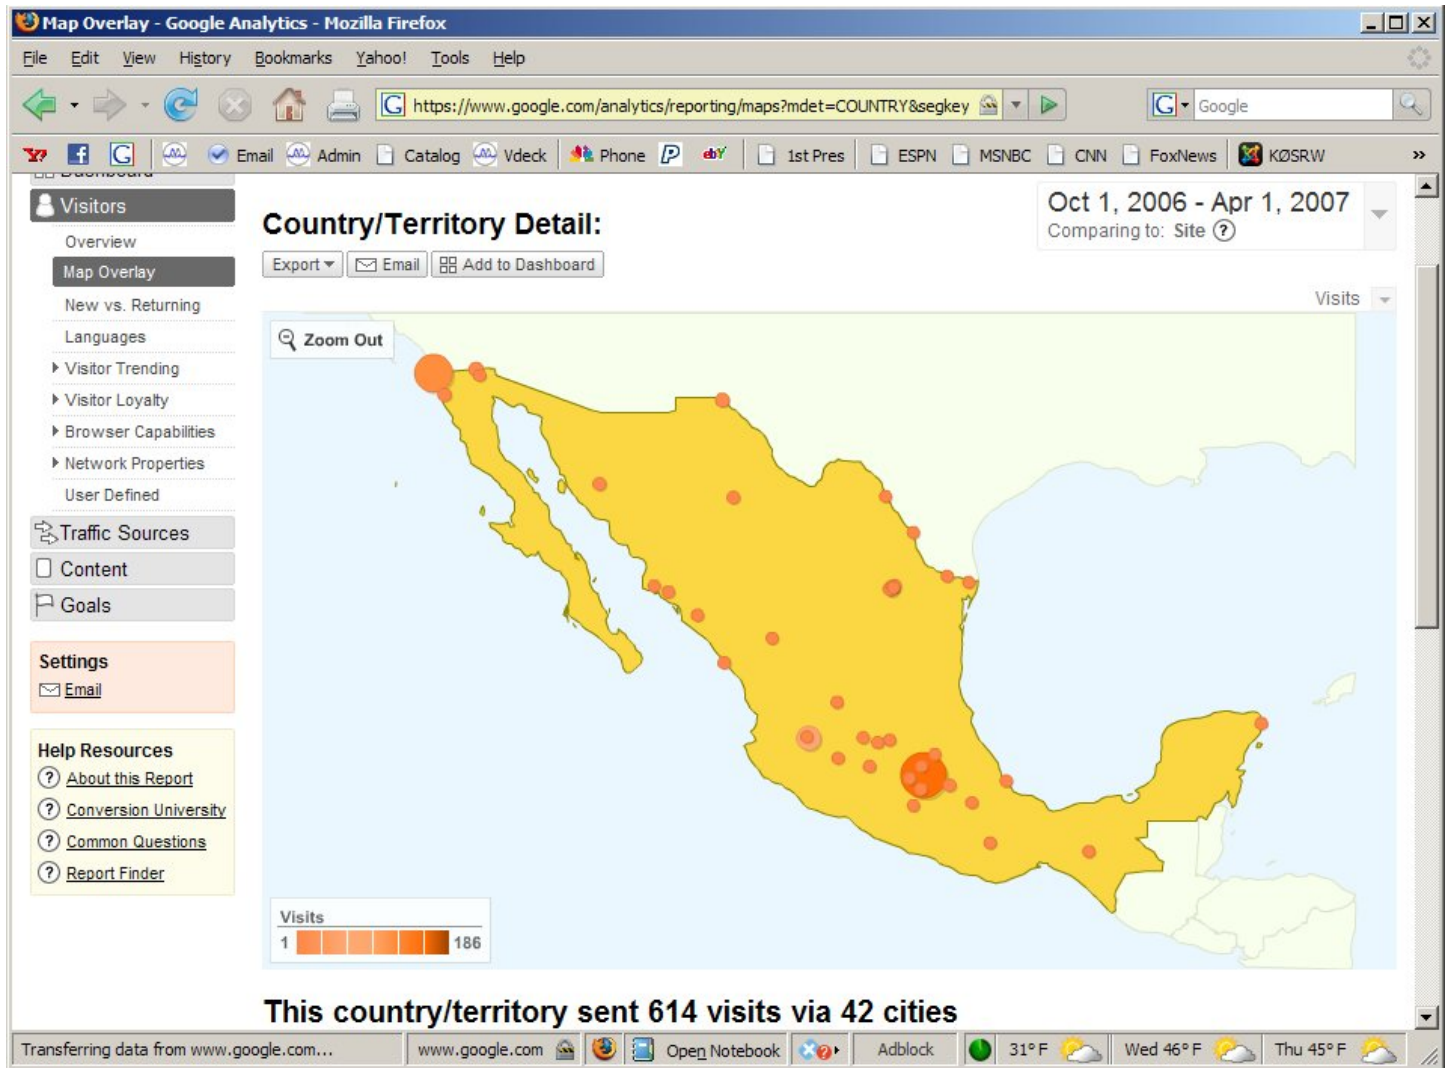 Map Overlay - Google Analytics - Mozilla Firefox
File Edit View History Bookmarks Yahoo! Tools Help
https://www.google.com/analytics/reporting/maps?mdet=COUNTRY&segkey
Google
Email Admin Catalog Vdeck Phone 1st Pres ESPN MSNBC CNN FoxNews KØSRW »
Dashboard
Visitors
Overview
Map Overlay
New vs. Returning
Languages
Visitor Trending
Visitor Loyalty
Browser Capabilities
Network Properties
User Defined
Traffic Sources
Content
Goals
Settings
Email
Help Resources
About this Report
Conversion University
Common Questions
Report Finder
Country/Territory Detail:
Export Email Add to Dashboard
Oct 1, 2006 - Apr 1, 2007
Comparing to: Site ?
Visits
Zoom Out
Visits
1 186
This country/territory sent 614 visits via 42 cities
Transferring data from www.google.com... www.google.com Open Notebook Adblock 31° F Wed 46° F Thu 45° F